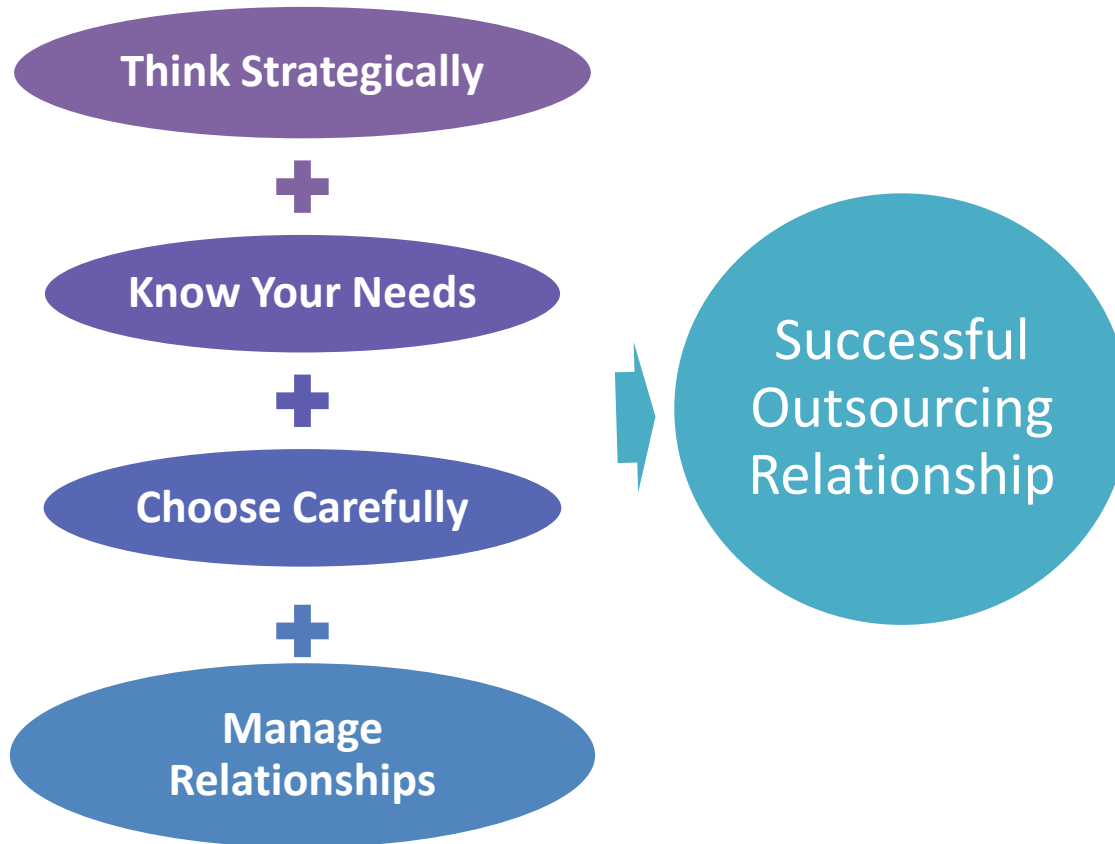 Think Strategically
Know Your Needs
Choose Carefully
Manage
Relationships
Successful
Outsourcing
Relationship